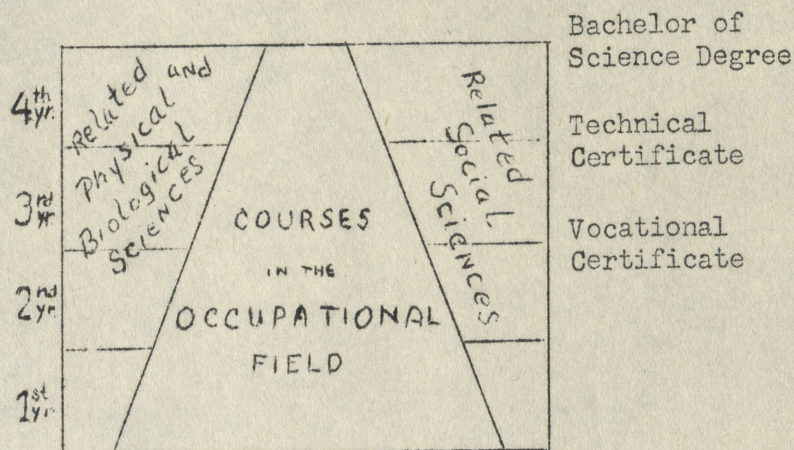 Bachelor of
Science Degree
Technical
Certificate
Vocational
Certificate
4th
yr.
3rd
yr.
2nd
yr.
1st
yr.
Related and
Physical
Biological
Sciences
COURSES
IN THE
OCCUPATIONAL
FIELD
Related
Social
Sciences